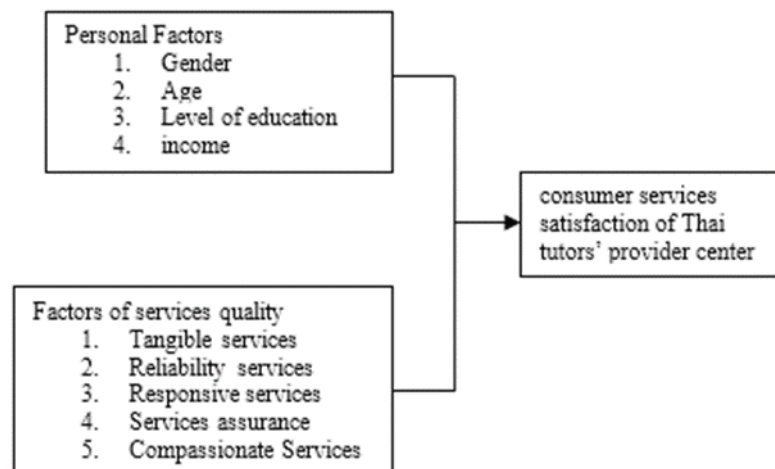 Personal Factors
1. Gender
2. Age
3. Level of education
4. income
consumer services
satisfaction of Thai
tutors’ provider center
Factors of services quality
1. Tangible services
2. Reliability services
3. Responsive services
4. Services assurance
5. Compassionate Services